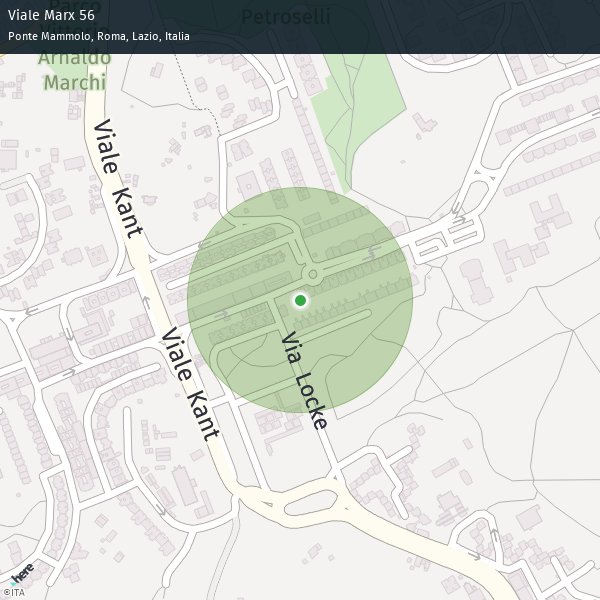 Viale Marx 56
Ponte Mammolo, Roma, Lazio, Italia
Parco
Petroselli
Arnaldo
Marchi
Viale Kant
Viale Kant
Via Locke
here
©ITA